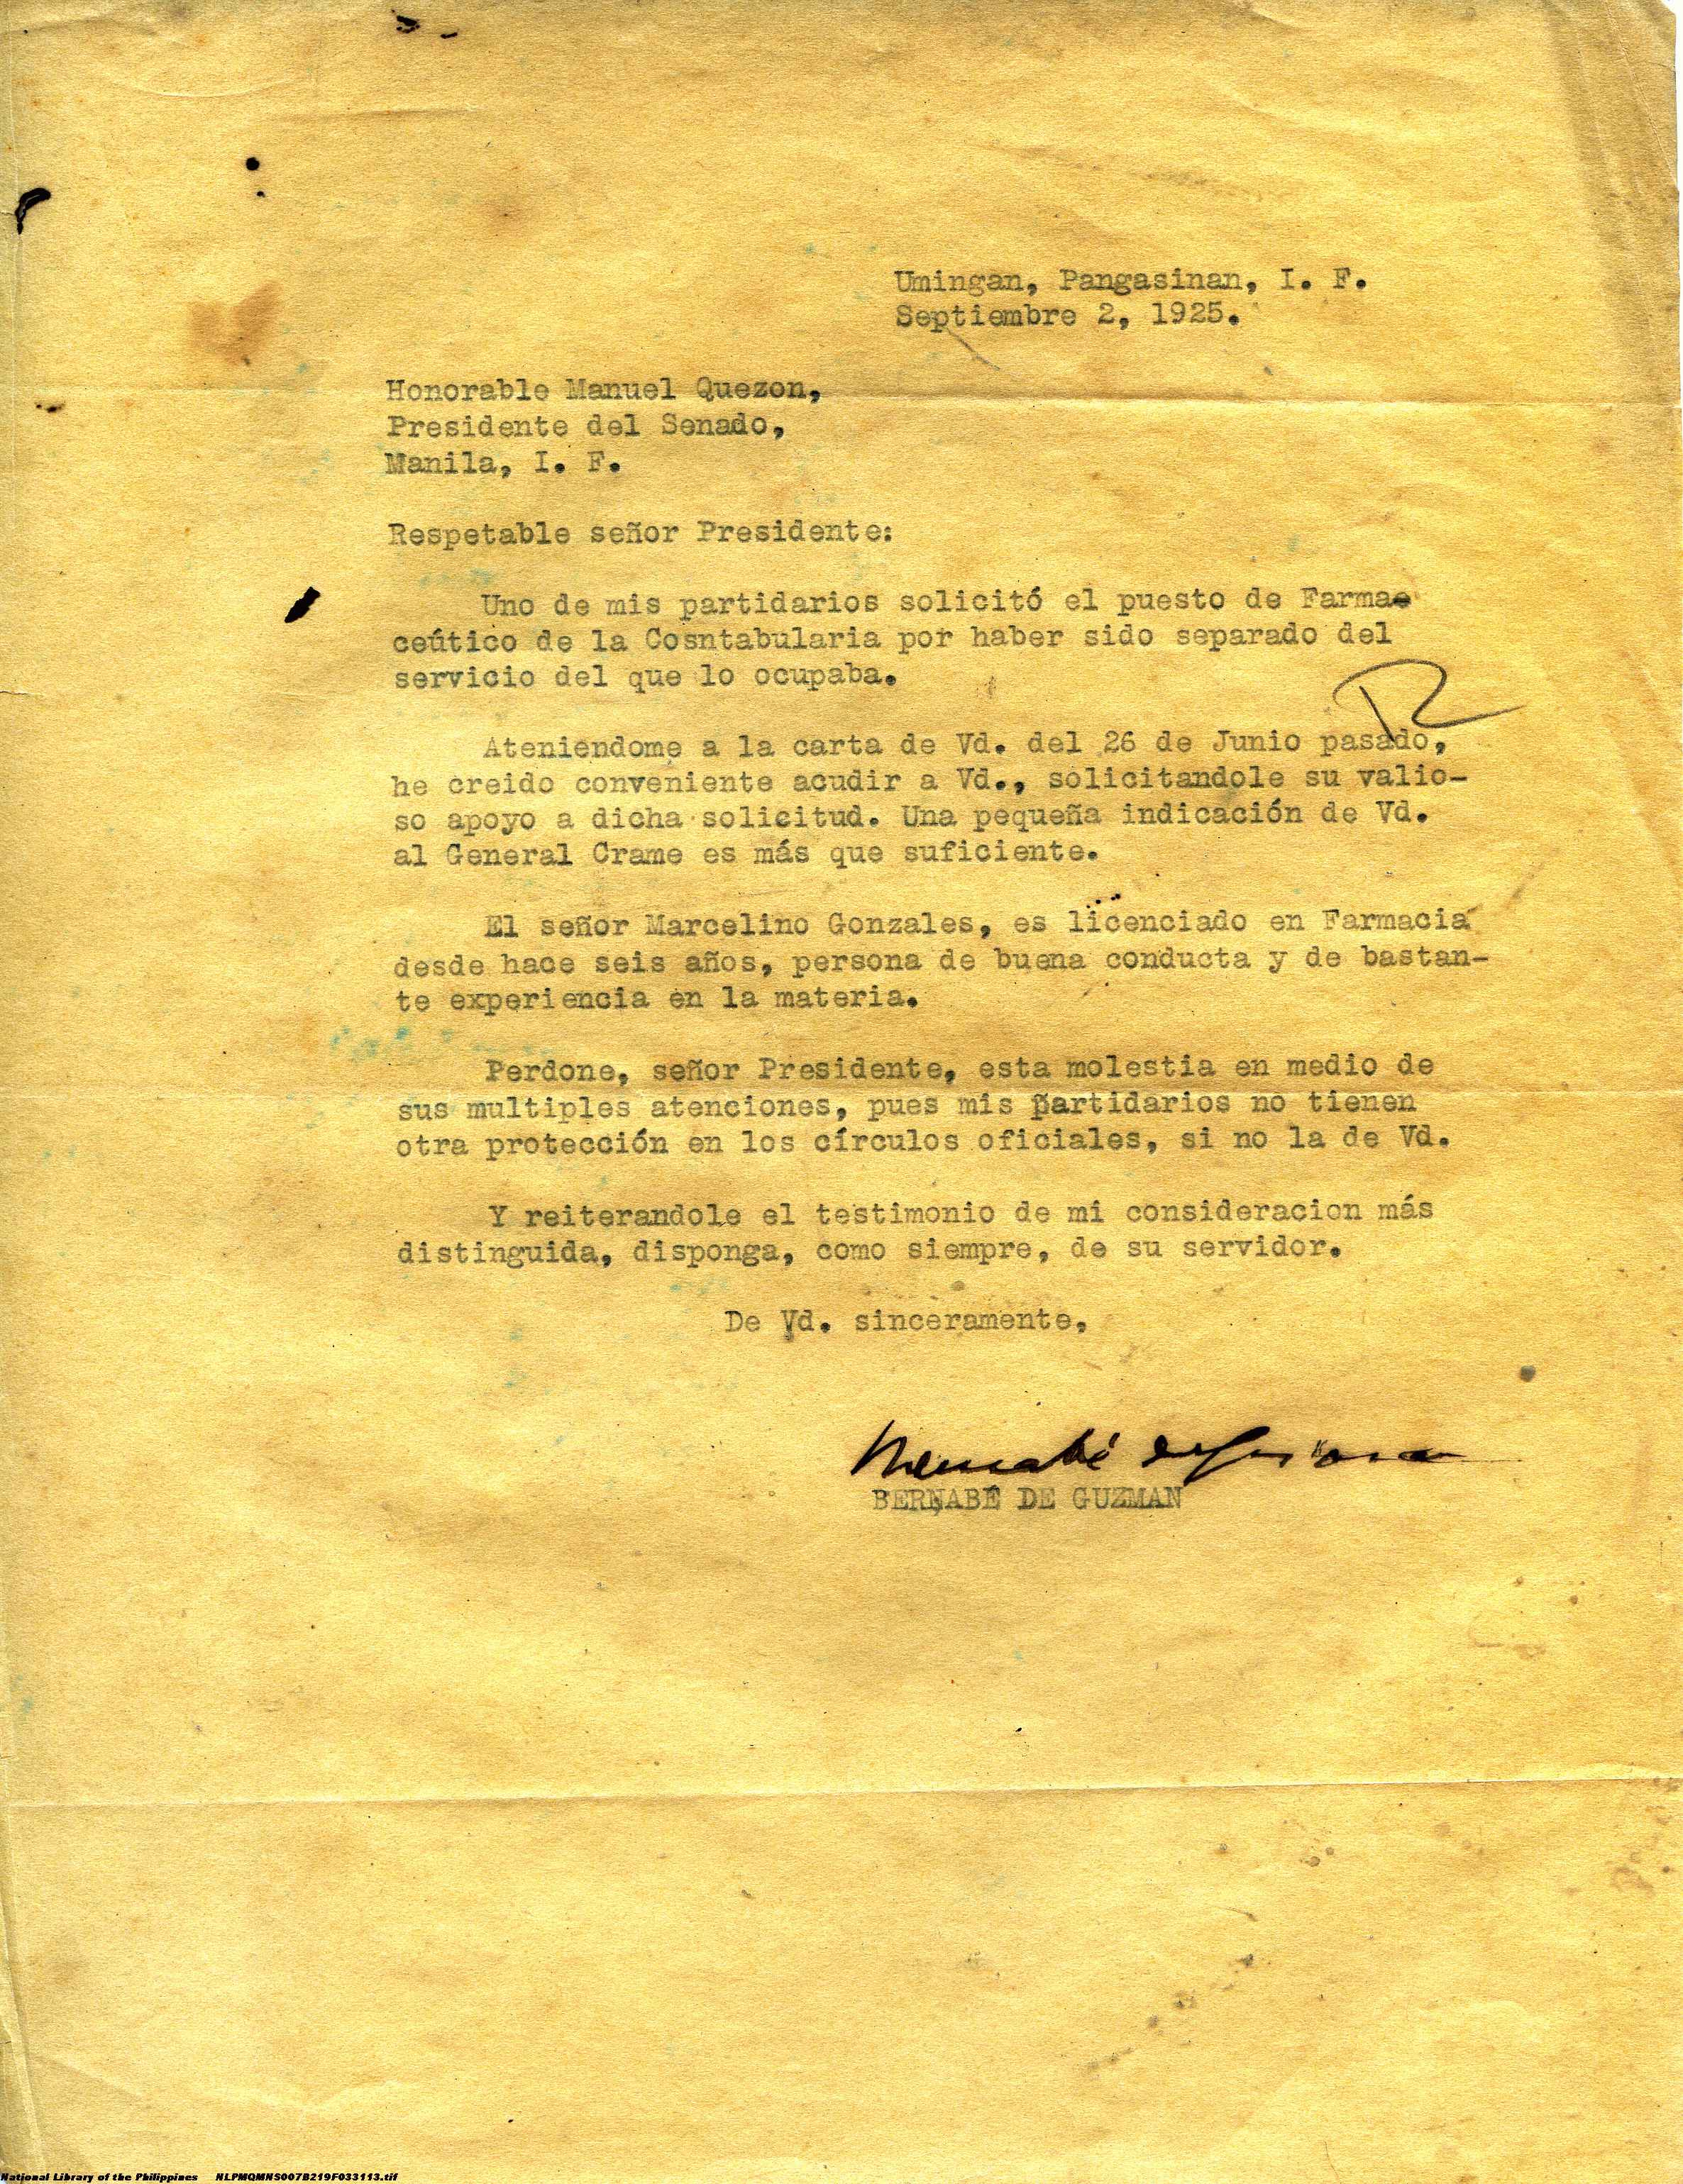 Umingan, Pangasinan, I. F.
Septiembre 2, 1925.
Honorable Manuel Quezon,
Presidente del Senado,
Manila, I. F.
Respetable señor Presidente:
Uno de mis partidarios solicitó el puesto de Farmac
ceútico de la Cosntabularia por haber sido separado del
servicio del que lo ocupaba.
R
Ateniendome a la carta de Vd. del 26 de Junio pasado,
he creido conveniente acudir a Vd., solicitandole su valio-
so apoyo a dicha solicitud. Una pequeña indicación de Vd.
al General Crame es más que suficiente.
El señor Marcelino Gonzales, es licenciado en Farmacia
desde hace seis años, persona de buena conducta y de bastan-
te experiencia en la materia.
Perdone, señor Presidente, esta molestia en medio de
sus multiples atenciones, pues mis partidarios no tienen
otra protección en los círculos oficiales, si no la de Vd.
Y reiterandole el testimonio de mi consideracion más
distinguida, disponga, como siempre, de su servidor.
De Vd. sinceramente,
Bernabé de Guzman
BERNABÉ DE GUZMAN
National Library of the Philippines NLPMQMNS007B219F033113.tif